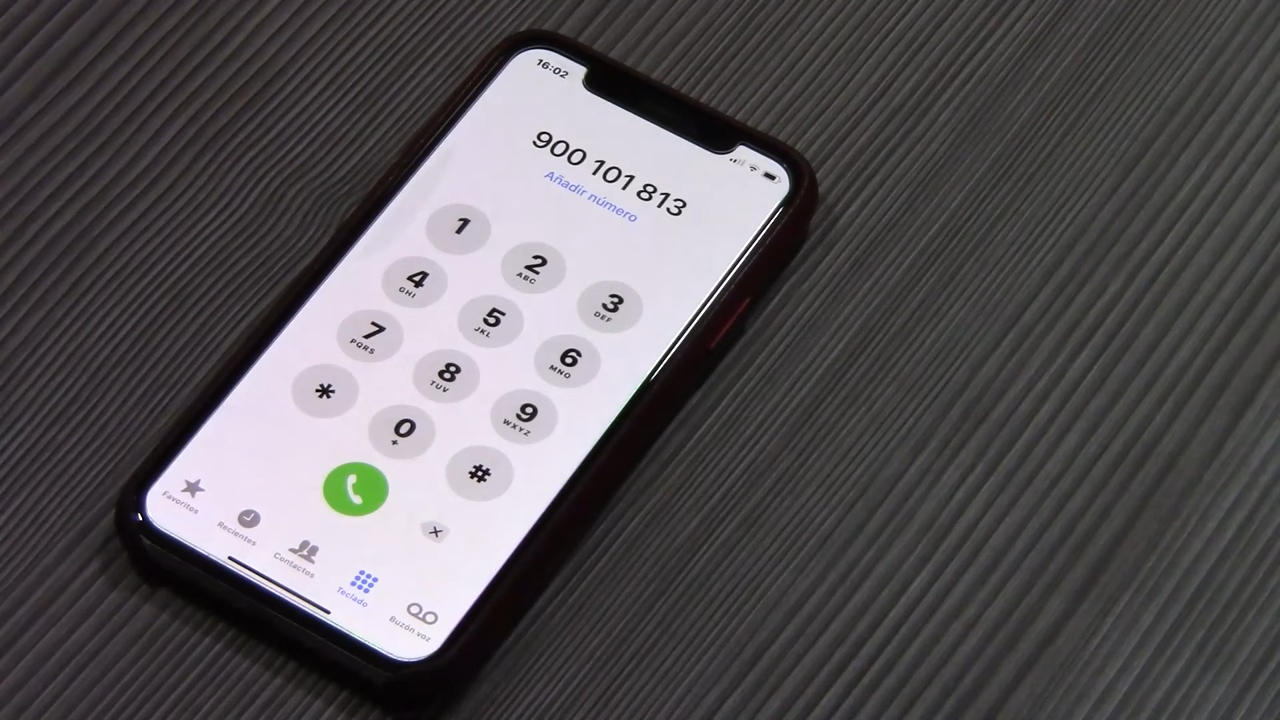 16:02
900 101 813
Añadir número
1
2
ABC
3
DEF
4
GHI
5
JKL
6
MNO
7
PQRS
8
TUV
9
WXYZ
*
0
+
#
Favoritos
Recientes
Contactos
Teclado
Buzón voz